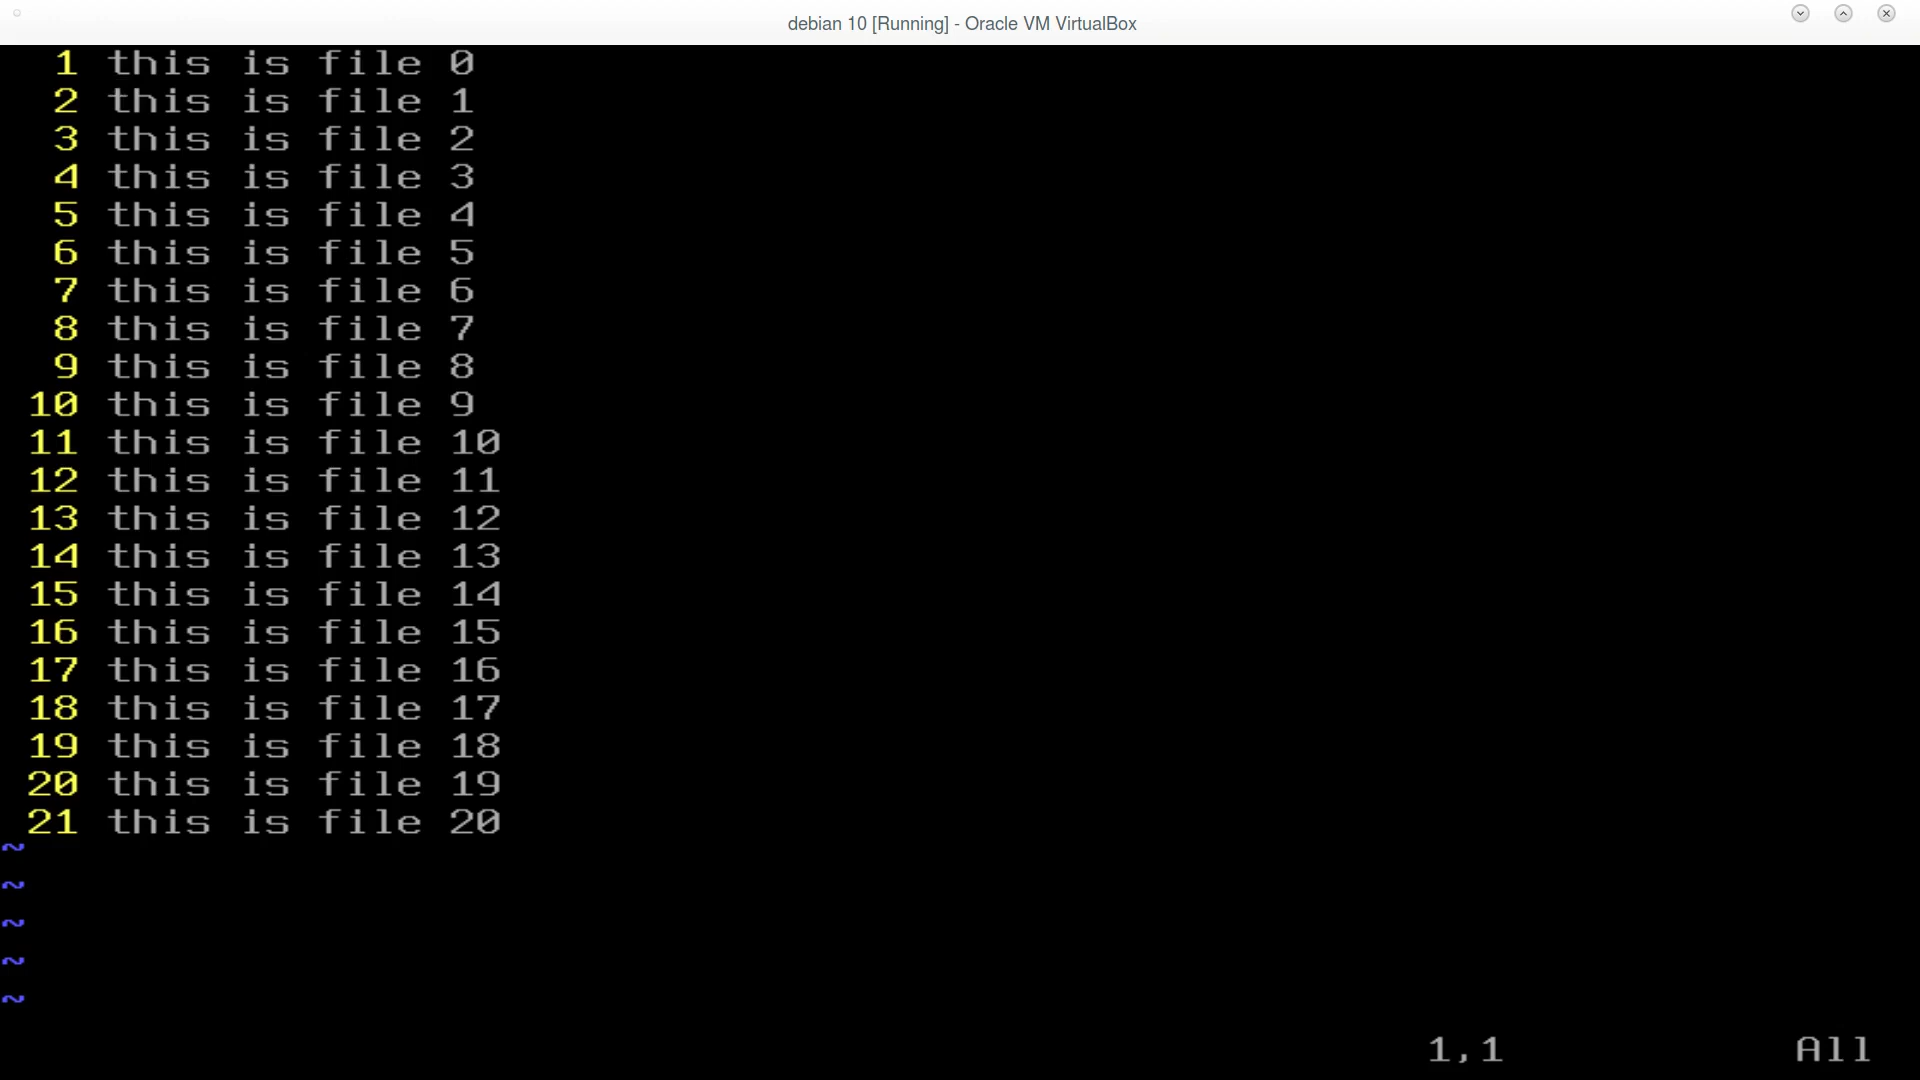 debian 10 [Running] - Oracle VM VirtualBox
1 this is file 0
2 this is file 1
3 this is file 2
4 this is file 3
5 this is file 4
6 this is file 5
7 this is file 6
8 this is file 7
9 this is file 8
10 this is file 9
11 this is file 10
12 this is file 11
13 this is file 12
14 this is file 13
15 this is file 14
16 this is file 15
17 this is file 16
18 this is file 17
19 this is file 18
20 this is file 19
21 this is file 20
~
~
~
~
~
1,1 All